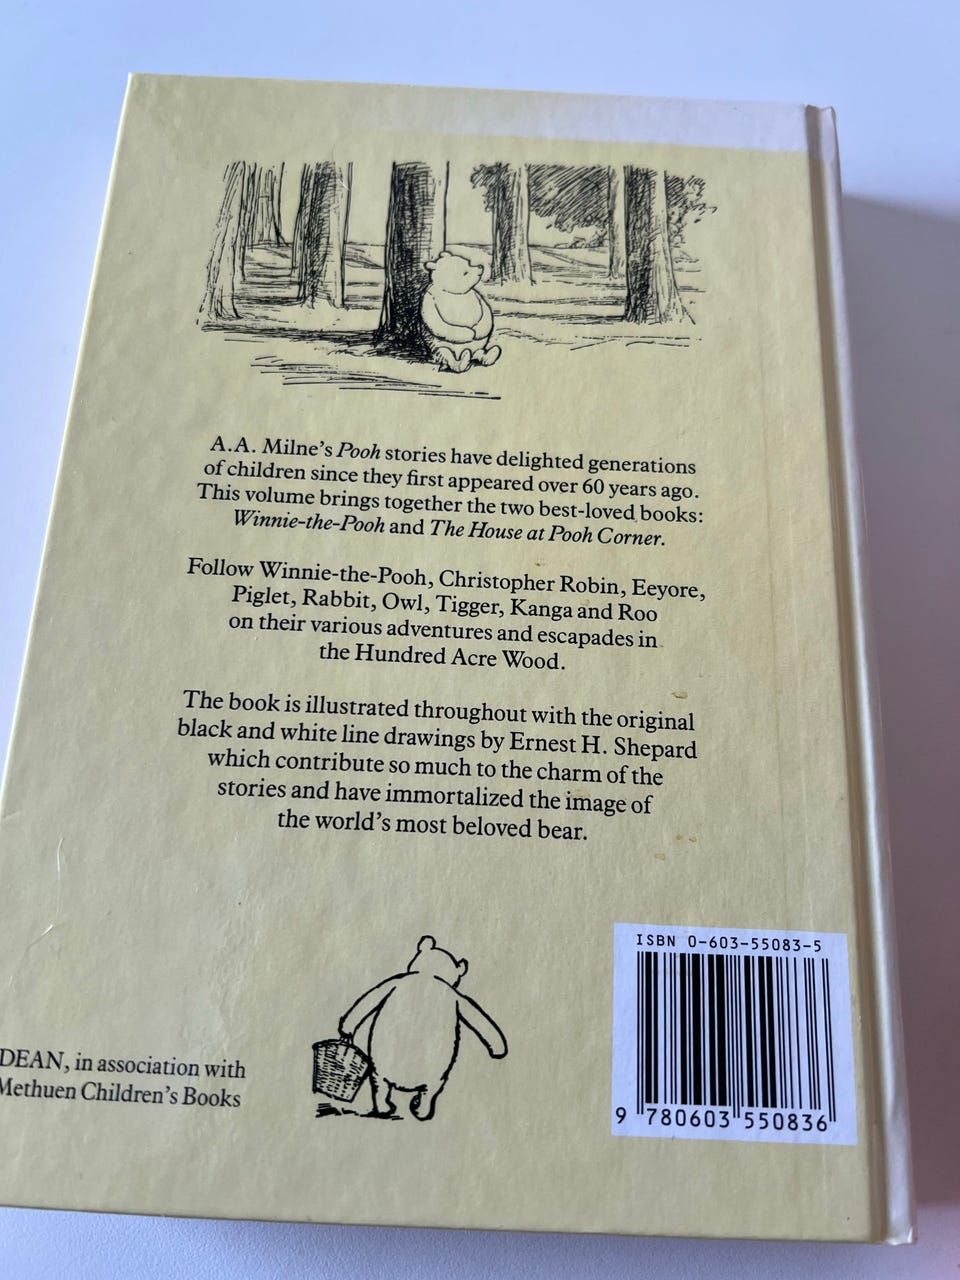 A.A. Milne's Pooh stories have delighted generations
of children since they first appeared over 60 years ago.
This volume brings together the two best-loved books:
Winnie-the-Pooh and The House at Pooh Corner.
Follow Winnie-the-Pooh, Christopher Robin, Eeyore,
Piglet, Rabbit, Owl, Tigger, Kanga and Roo
on their various adventures and escapades in
the Hundred Acre Wood.
The book is illustrated throughout with the original
black and white line drawings by Ernest H. Shepard
which contribute so much to the charm of the
stories and have immortalized the image of
the world's most beloved bear.
DEAN, in association with
Methuen Children's Books
ISBN 0-603-55083-5
9 780603 550836